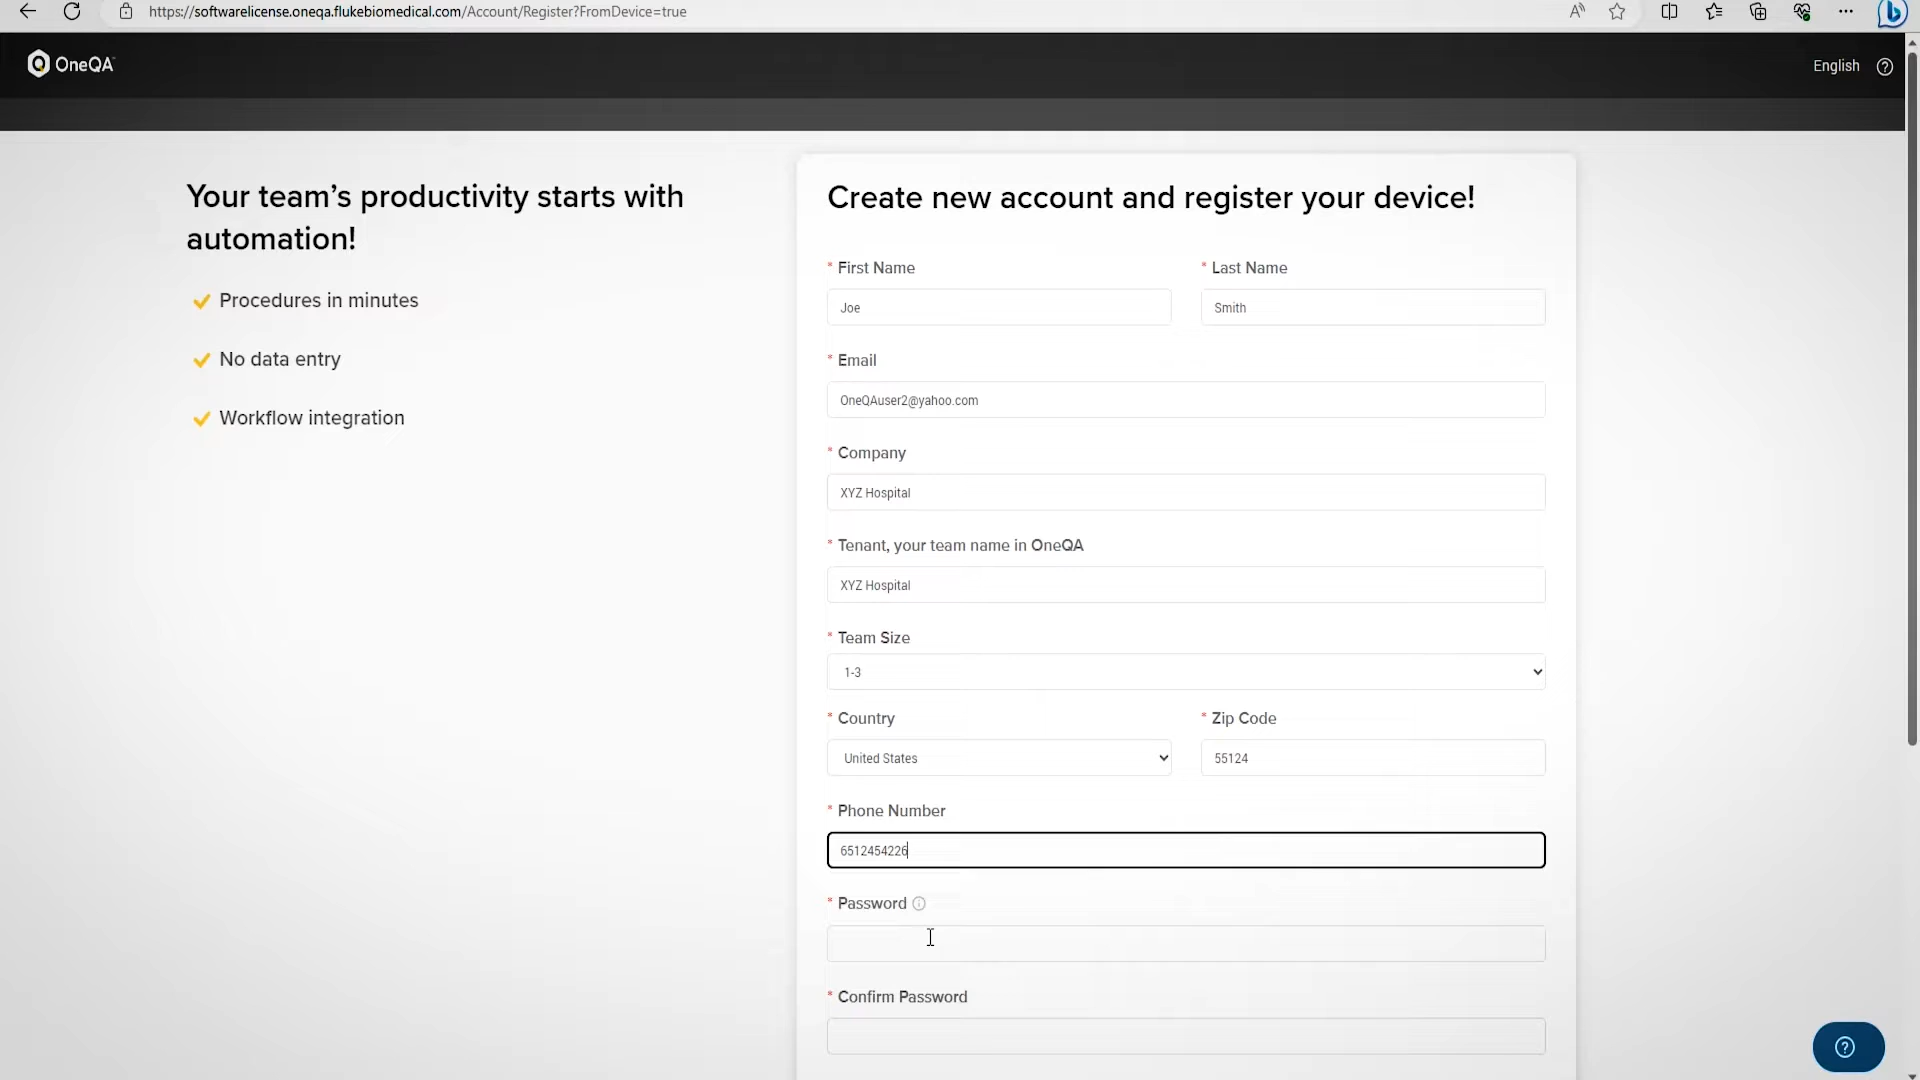 https://softwarelicense.oneqa.flukebiomedical.com/Account/Register?FromDevice=true
OneQA
English
Your team's productivity starts with
automation!
Procedures in minutes
No data entry
Workflow integration
Create new account and register your device!
* First Name * Last Name
Joe Smith
* Email
OneQAuser2@yahoo.com
* Company
XYZ Hospital
* Tenant, your team name in OneQA
XYZ Hospital
* Team Size
1-3
* Country * Zip Code
United States 55124
* Phone Number
6512454226
* Password
* Confirm Password